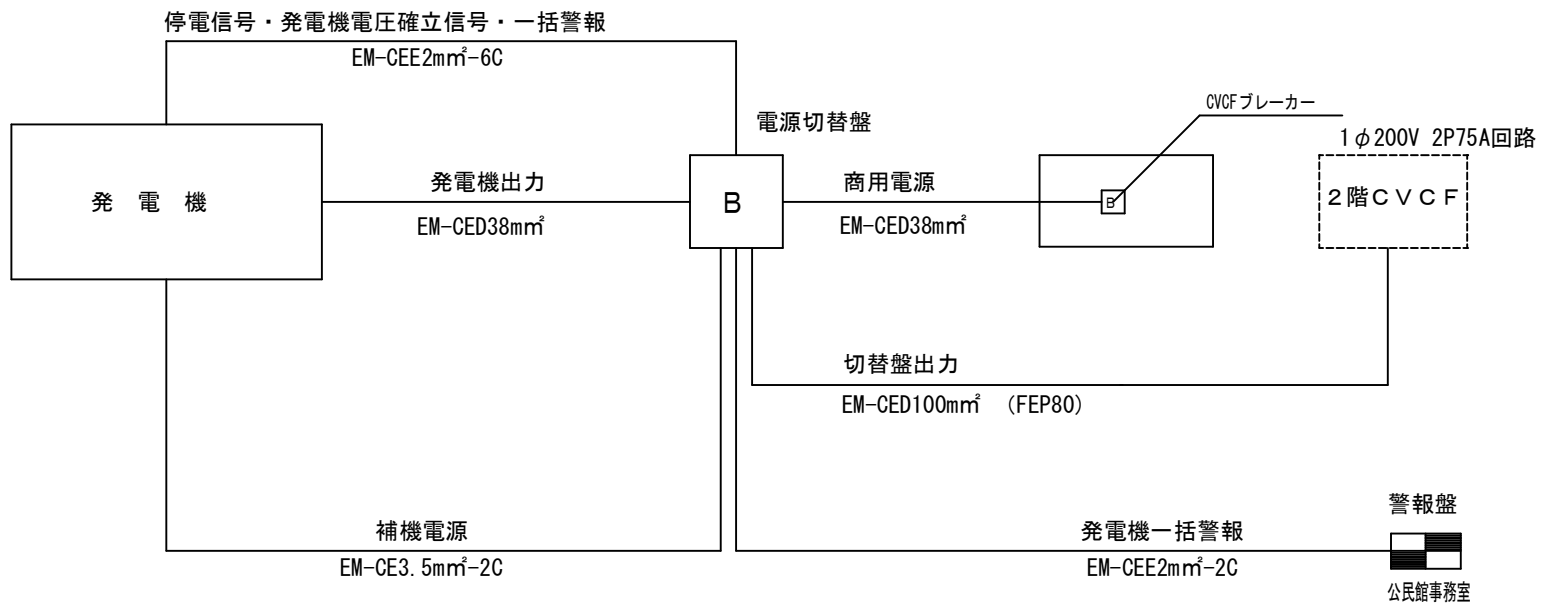 停電信号・発電機電圧確立信号・一括警報
EM-CEE2m㎡-6C
発 電 機
発電機出力
EM-CED38m㎡
電源切替盤
B
商用電源
EM-CED38m㎡
CVCFブレーカー
B
1φ200V 2P75A回路
2階CVCF
切替盤出力
EM-CED100m㎡ (FEP80)
補機電源
EM-CE3.5m㎡-2C
発電機一括警報
EM-CEE2m㎡-2C
警報盤
公民館事務室